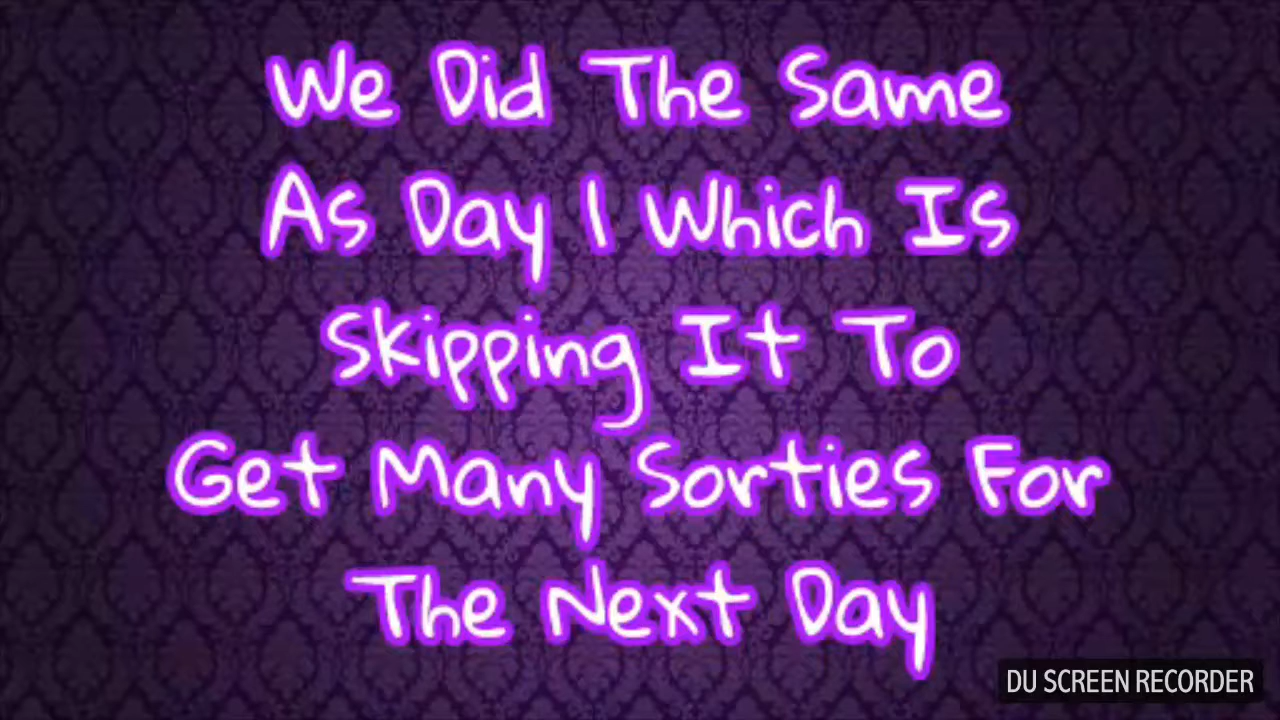 We Did The Same
As Day 1 Which Is
Skipping It To
Get Many Sorties For
The Next Day
DU SCREEN RECORDER